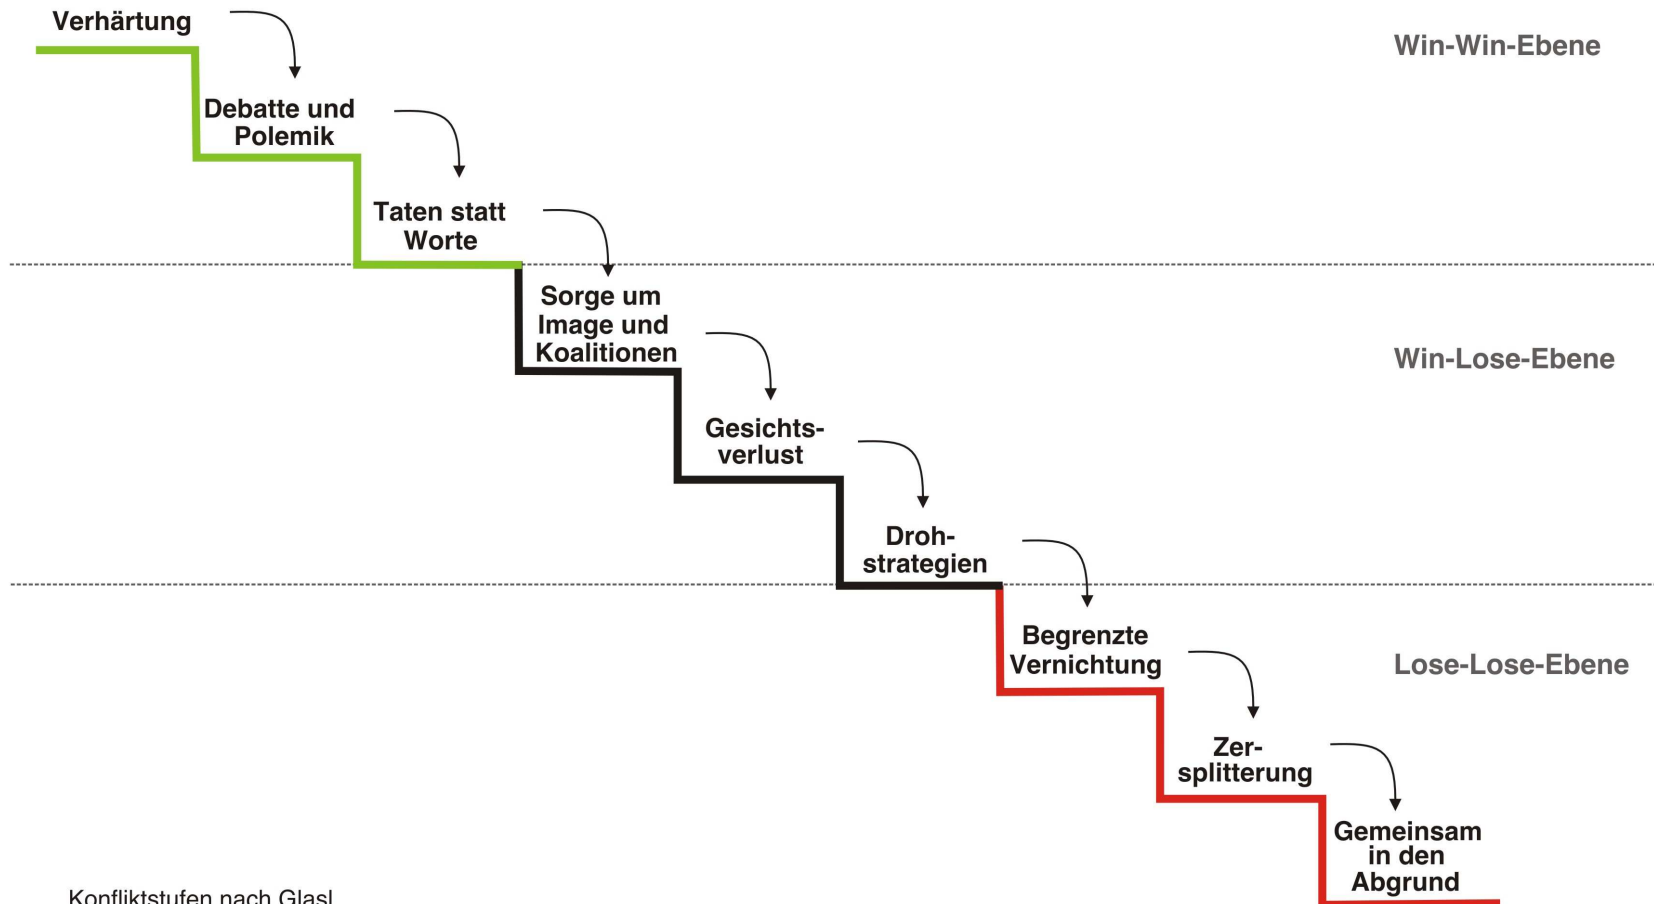 Verhärtung
Win-Win-Ebene
Debatte und
Polemik
Taten statt
Worte
Sorge um
Image und
Koalitionen
Win-Lose-Ebene
Gesichts-
verlust
Droh-
strategien
Begrenzte
Vernichtung
Lose-Lose-Ebene
Zer-
splitterung
Gemeinsam
in den
Abgrund
Konfliktstufen nach Glasl